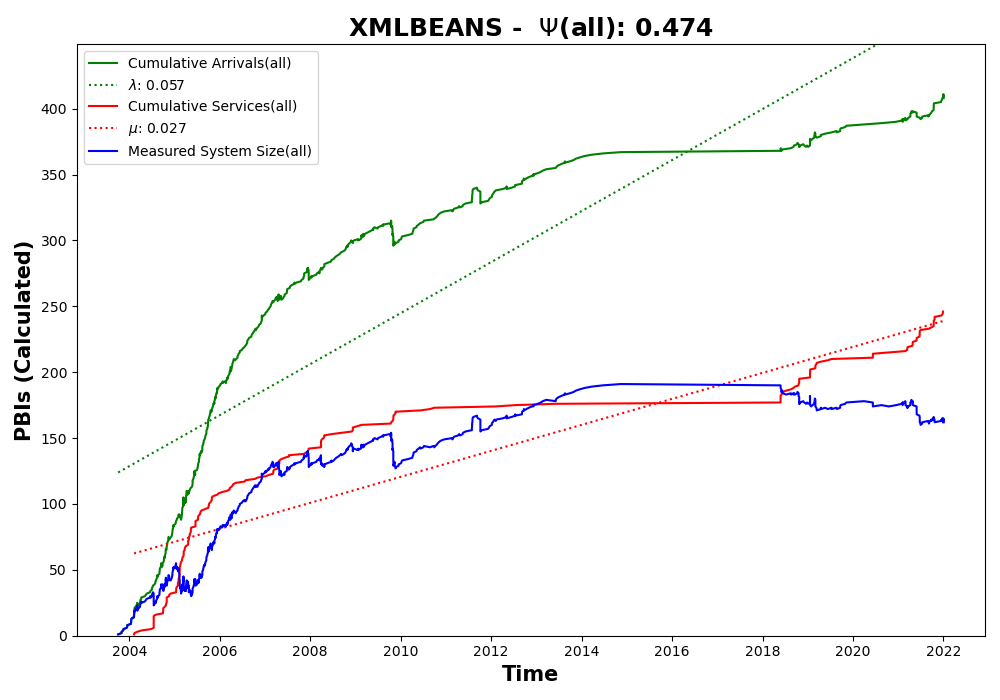 XMLBEANS - Ψ(all): 0.474
Cumulative Arrivals(all)
λ: 0.057
Cumulative Services(all)
μ: 0.027
Measured System Size(all)
PBIs (Calculated)
400
350
300
250
200
150
100
50
0
2004 2006 2008 2010 2012 2014 2016 2018 2020 2022
Time